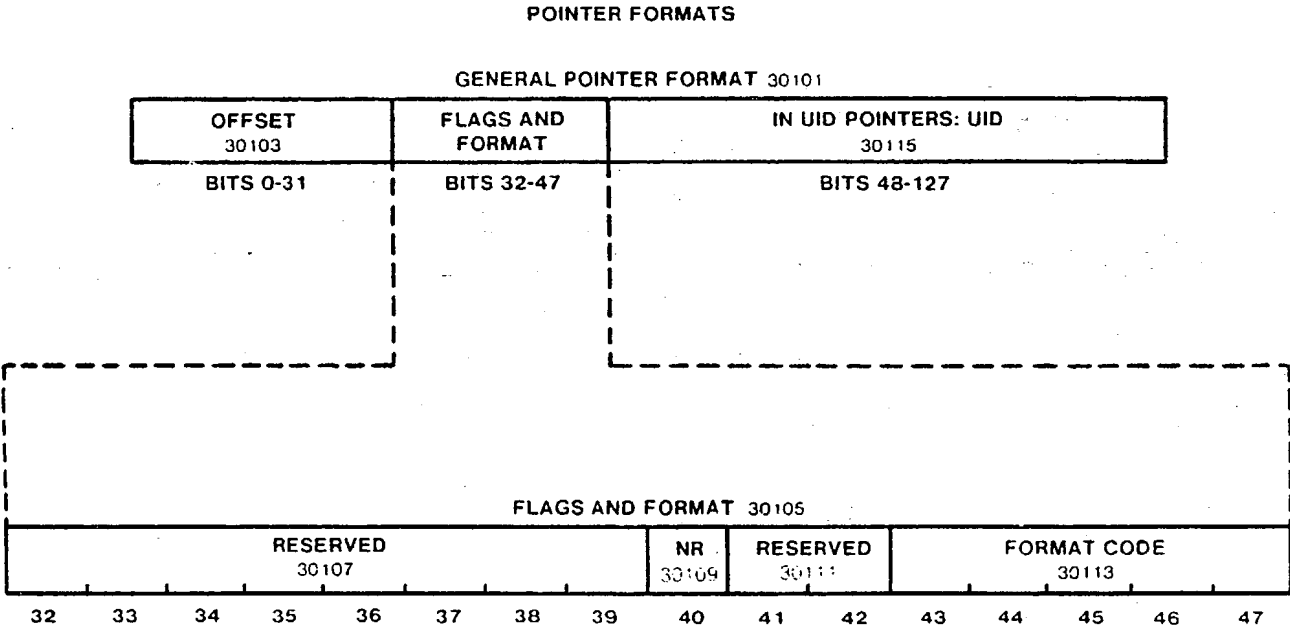 POINTER FORMATS
GENERAL POINTER FORMAT 30101
OFFSET FLAGS AND IN UID POINTERS: UID
30103 FORMAT 30115
BITS 0-31 BITS 32-47 BITS 48-127
FLAGS AND FORMAT 30105
RESERVED NR RESERVED FORMAT CODE
30107 30109 30111 30113
32 33 34 35 36 37 38 39 40 41 42 43 44 45 46 47